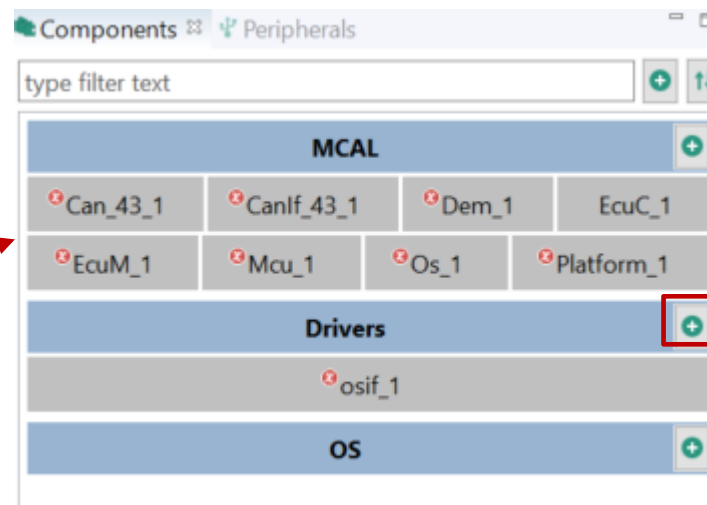 Components Peripherals
type filter text
MCAL
Can_43_1 CanIf_43_1 Dem_1 EcuC_1
EcuM_1 Mcu_1 Os_1 Platform_1
Drivers
osif_1
OS